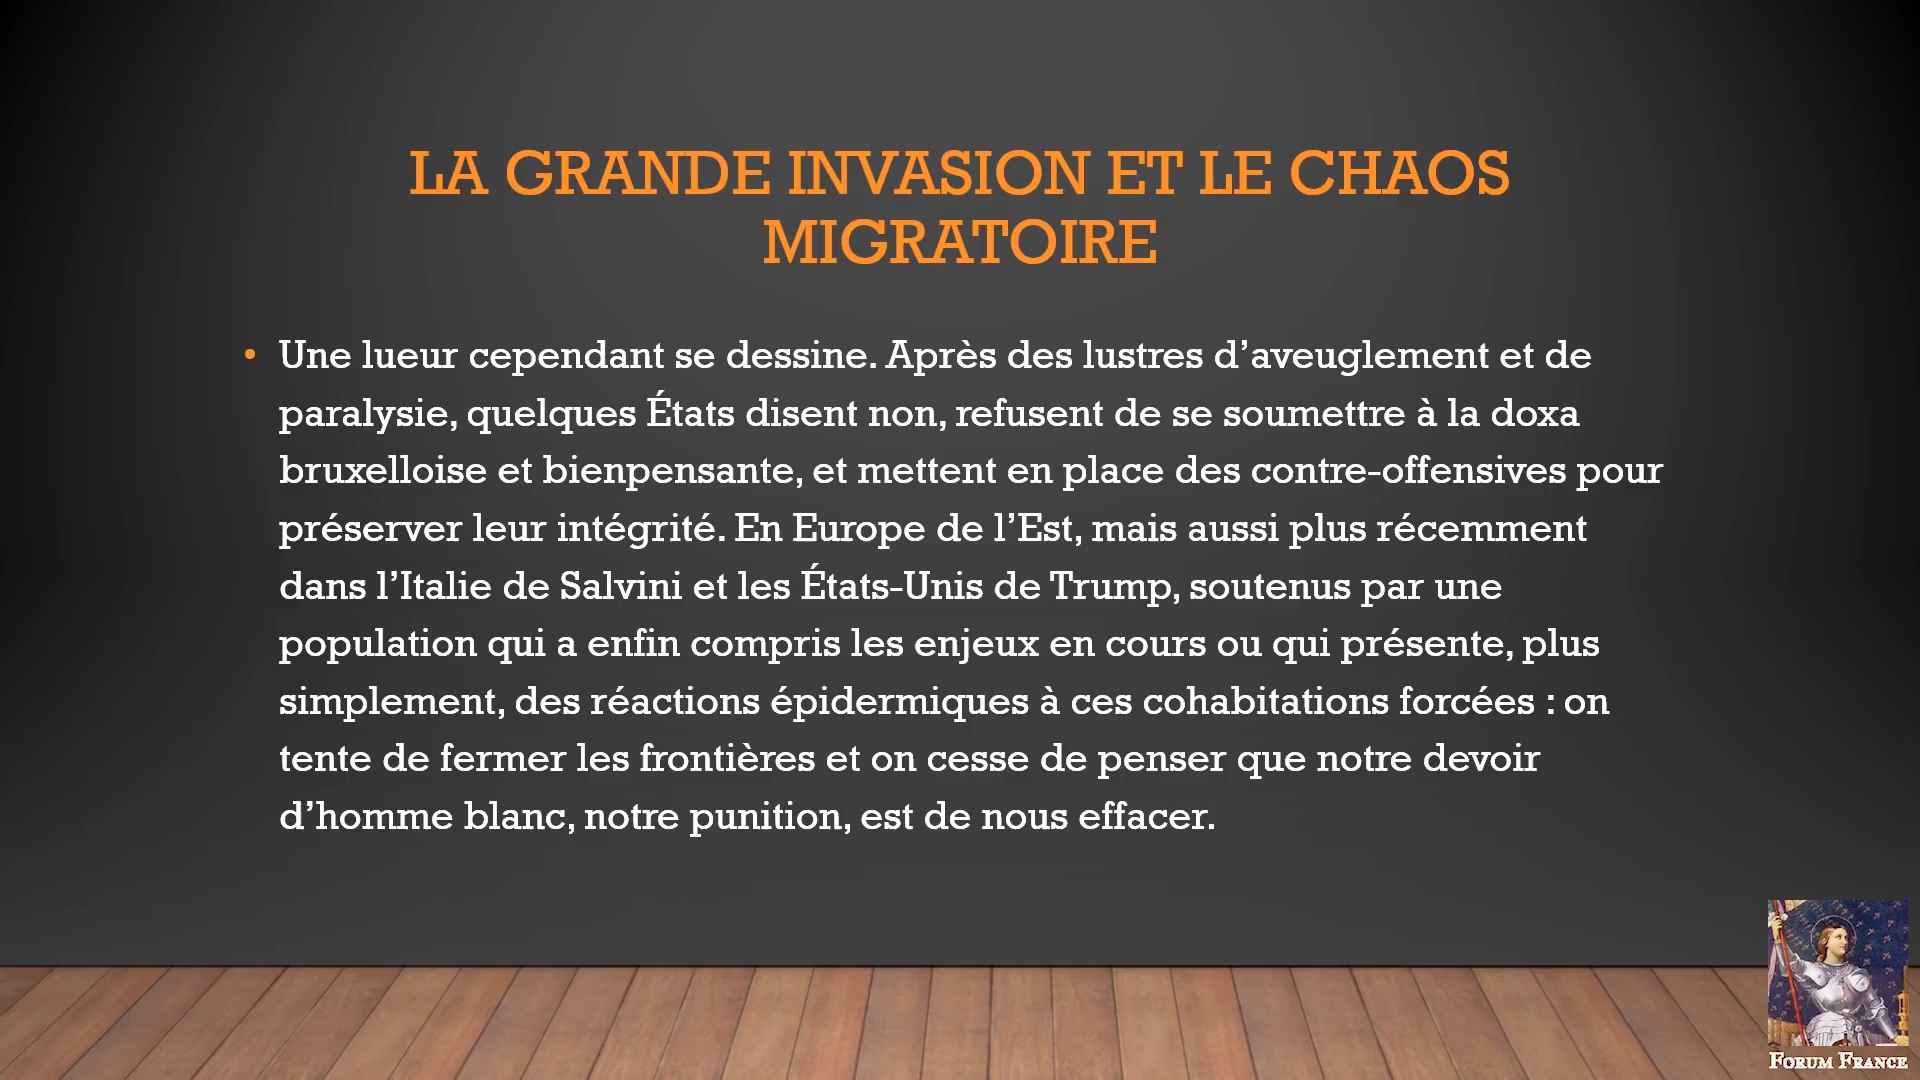 LA GRANDE INVASION ET LE CHAOS
MIGRATOIRE
• Une lueur cependant se dessine. Après des lustres d’aveuglement et de
paralysie, quelques États disent non, refusent de se soumettre à la doxa
bruxelloise et bienpensante, et mettent en place des contre-offensives pour
préserver leur intégrité. En Europe de l’Est, mais aussi plus récemment
dans l’Italie de Salvini et les États-Unis de Trump, soutenus par une
population qui a enfin compris les enjeux en cours ou qui présente, plus
simplement, des réactions épidermiques à ces cohabitations forcées : on
tente de fermer les frontières et on cesse de penser que notre devoir
d’homme blanc, notre punition, est de nous effacer.
FORUM FRANCE